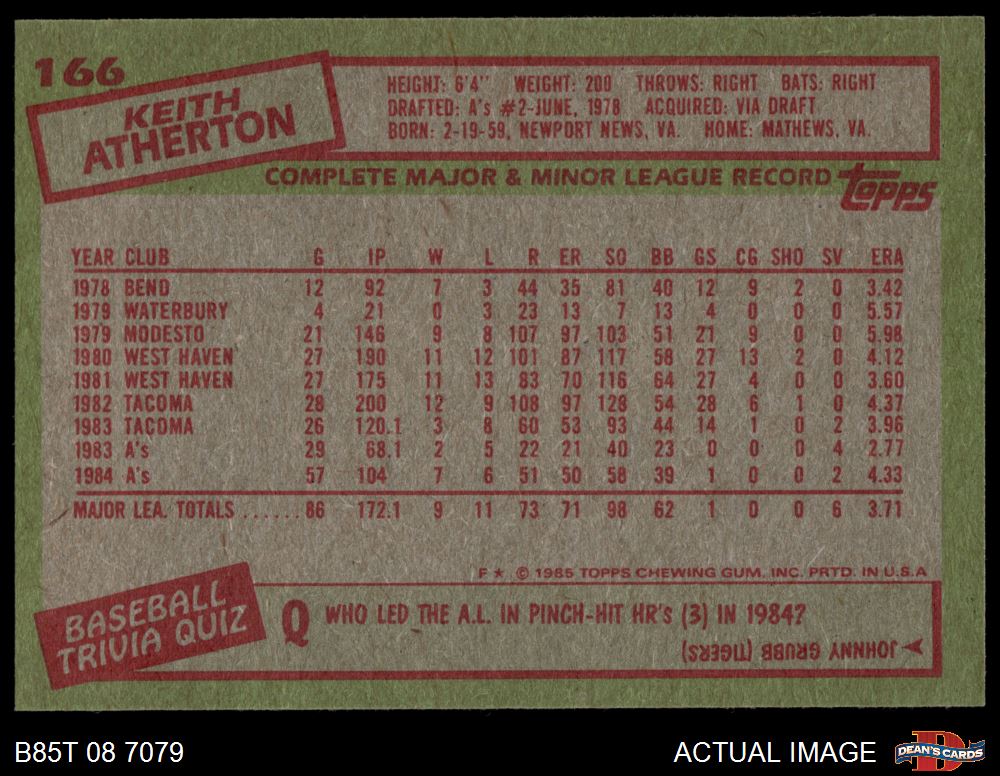 166
KEITH
ATHERTON
HEIGHT: 6'4" WEIGHT: 200 THROWS: RIGHT BATS: RIGHT
DRAFTED: A's #2-JUNE, 1978 ACQUIRED: VIA DRAFT
BORN: 2-19-59, NEWPORT NEWS, VA. HOME: MATHEWS, VA.
COMPLETE MAJOR & MINOR LEAGUE RECORD topps
YEAR CLUB G IP W L R ER SO BB GS CG SHO SV ERA
1978 BEND 12 92 7 3 44 35 81 40 12 9 2 0 3.42
1979 WATERBURY 4 21 0 3 23 13 7 13 4 0 0 0 5.57
1979 MODESTO 21 146 9 8 107 97 103 51 21 9 0 0 5.98
1980 WEST HAVEN 27 190 11 12 101 87 117 58 27 13 2 0 4.12
1981 WEST HAVEN 27 175 11 13 83 70 116 64 27 4 0 0 3.60
1982 TACOMA 28 200 12 9 108 97 128 54 28 6 1 0 4.37
1983 TACOMA 26 120.1 3 8 60 53 93 44 14 1 0 2 3.96
1983 A's 29 68.1 2 5 22 21 40 23 0 0 0 4 2.77
1984 A's 57 104 7 6 51 50 58 39 1 0 0 2 4.33
MAJOR LEA. TOTALS ...... 86 172.1 9 11 73 71 98 62 1 0 0 6 3.71
F ★ © 1985 TOPPS CHEWING GUM, INC. PRTD. IN U.S.A
BASEBALL
TRIVIA QUIZ
Q WHO LED THE A.L. IN PINCH-HIT HR's (3) IN 1984?
JOHNNY GRUBB (TIGERS)
B85T 08 7079
ACTUAL IMAGE
D
DEAN'S CARDS